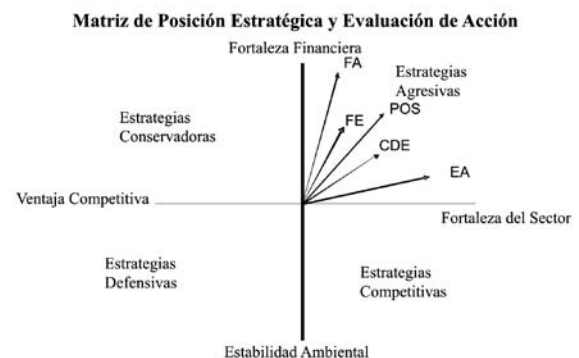 Matriz de Posición Estratégica y Evaluación de Acción
Fortaleza Financiera
FA
Estrategias
Agresivas
POS
Estrategias
Conservadoras
FE
CDE
EA
Ventaja Competitiva
Fortaleza del Sector
Estrategias
Defensivas
Estrategias
Competitivas
Estabilidad Ambiental